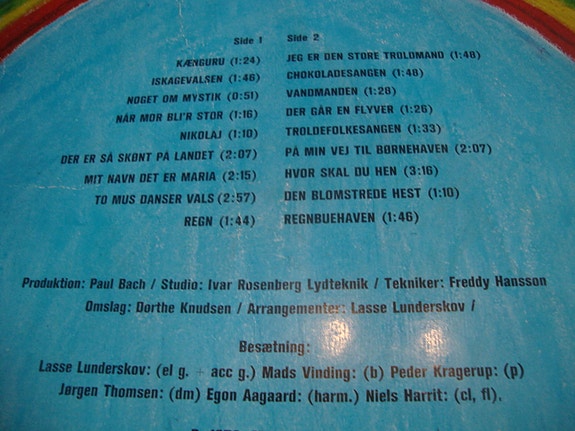 Side 1
KÆNGURU (1:24)
ISKAGEVALSEN (1:46)
NOGET OM MYSTIK (0:51)
NÅR MOR BLI'R STOR (1:16)
NIKOLAJ (1:10)
DER ER SÅ SKØNT PÅ LANDET (2:07)
MIT NAVN DET ER MARIA (2:15)
TO MUS DANSER VALS (2:57)
REGN (1:44)
Side 2
JEG ER DEN STORE TROLDMAND (1:48)
CHOKOLADESANGEN (1:48)
VANDMANDEN (1:28)
DER GÅR EN FLYVER (1:26)
TROLDEFOLKESANGEN (1:33)
PÅ MIN VEJ TIL BØRNEHAVEN (2:07)
HVOR SKAL DU HEN (3:16)
DEN BLOMSTREDE HEST (1:10)
REGNBUEHAVEN (1:46)
Produktion: Paul Bach / Studio: Ivar Rosenberg Lydteknik / Tekniker: Freddy Hansson
Omslag: Dorthe Knudsen / Arrangementer: Lasse Lunderskov /
Besætning:
Lasse Lunderskov: (el g. + acc g.) Mads Vinding: (b) Peder Kragerup: (p)
Jørgen Thomsen: (dm) Egon Aagaard: (harm.) Niels Harrit: (cl, fl).